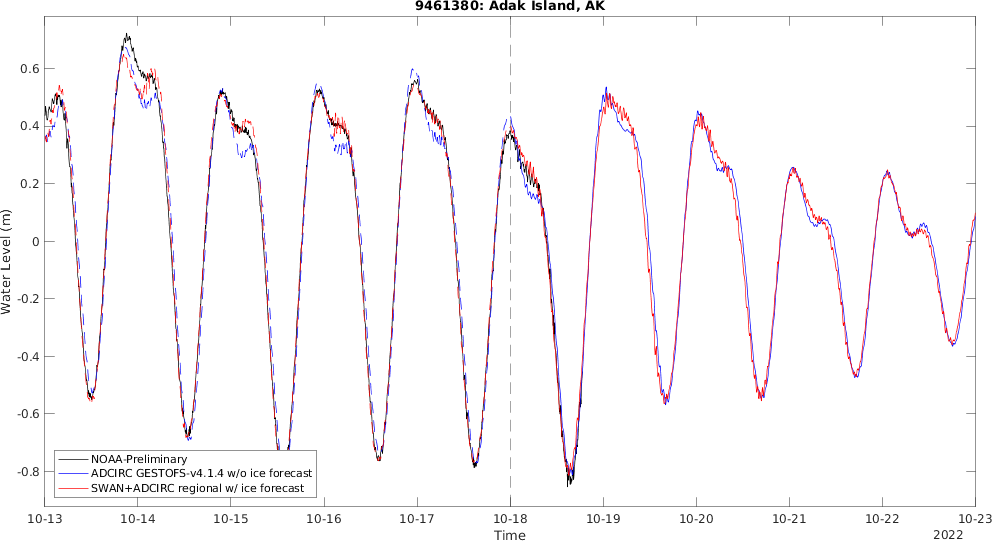 9461380: Adak Island, AK
0.6
0.4
0.2
0
-0.2
-0.4
-0.6
-0.8
Water Level (m)
NOAA-Preliminary
ADCIRC GESTOFS-v4.1.4 w/o ice forecast
SWAN+ADCIRC regional w/ ice forecast
10-13 10-14 10-15 10-16 10-17 10-18 10-19 10-20 10-21 10-22 10-23
Time
2022